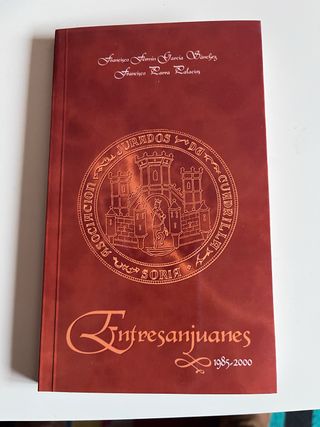 Francisco Fermín García Sánchez
Francisco Parra Palacios
ASOCIACION JURADOS DE CUADRILLA
SORIA
Entresanjuanes
1985-2000